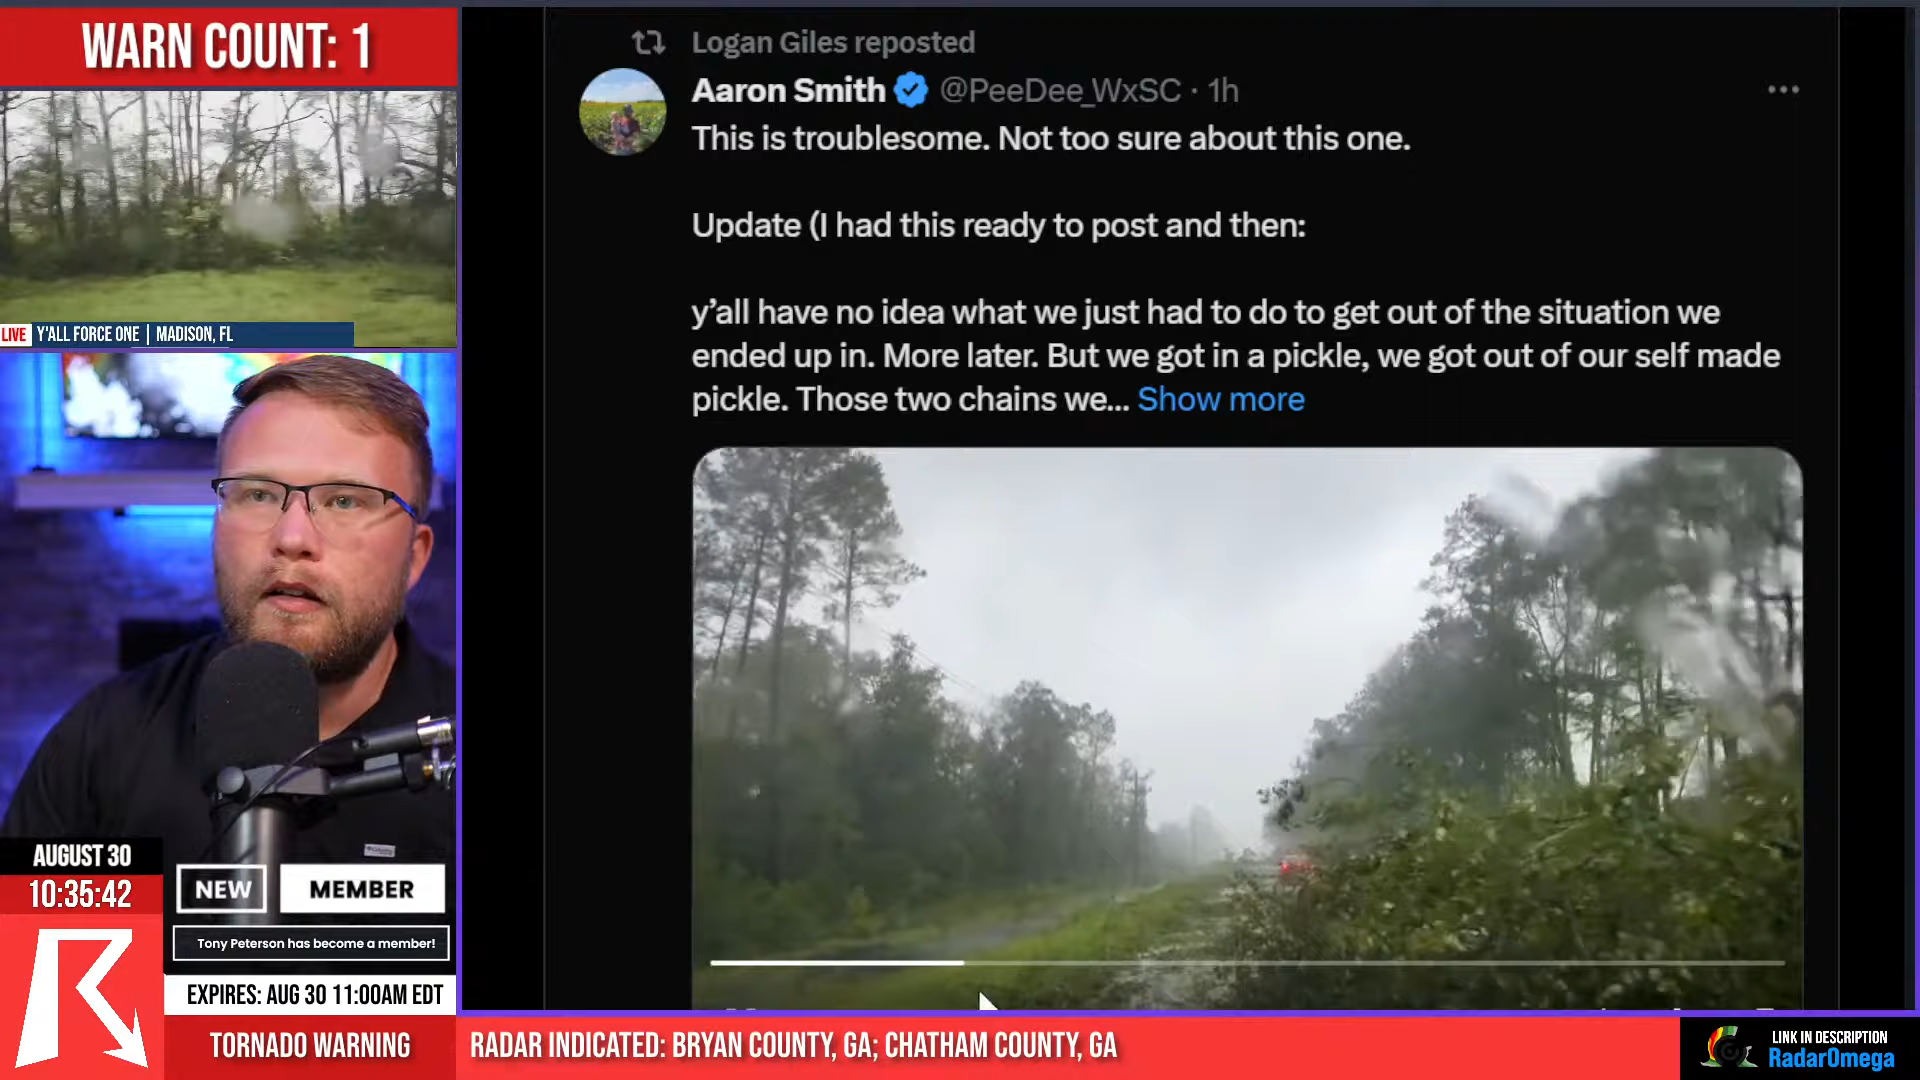 WARN COUNT: 1
LIVE Y'ALL FORCE ONE | MADISON, FL
Logan Giles reposted
Aaron Smith @PeeDee_WxSC · 1h
This is troublesome. Not too sure about this one.
Update (I had this ready to post and then:
y’all have no idea what we just had to do to get out of the situation we
ended up in. More later. But we got in a pickle, we got out of our self made
pickle. Those two chains we... Show more
AUGUST 30
10:35:42
NEW MEMBER
Tony Peterson has become a member!
EXPIRES: AUG 30 11:00AM EDT
TORNADO WARNING
RADAR INDICATED: BRYAN COUNTY, GA; CHATHAM COUNTY, GA
LINK IN DESCRIPTION
RadarOmega